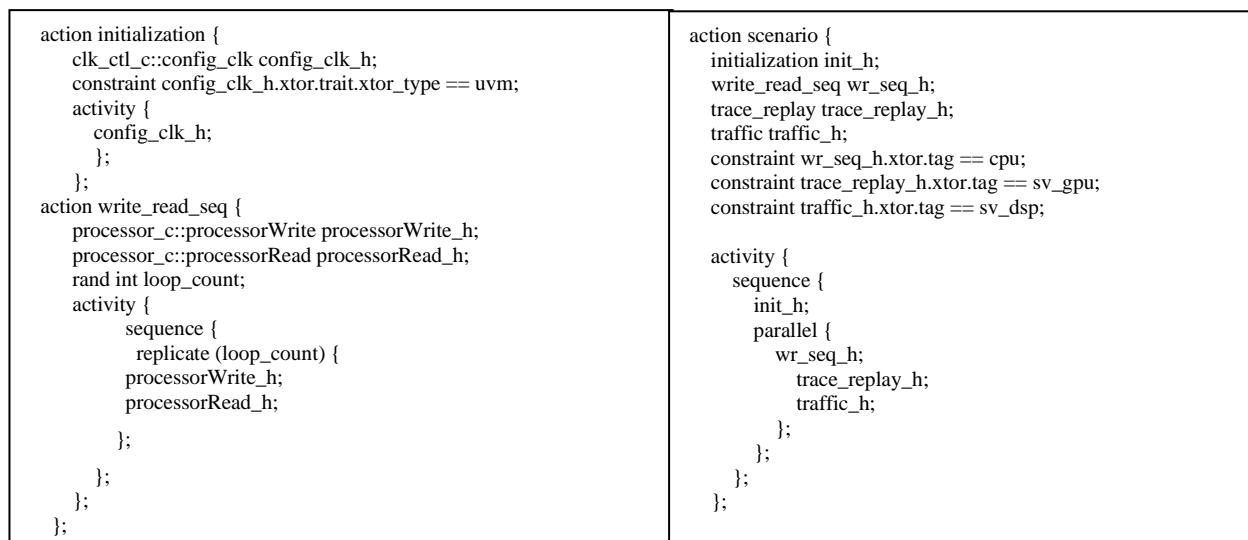 action initialization {
clk_ctl_c::config_clk config_clk_h;
constraint config_clk_h.xtor.trait.xtor_type == uvm;
activity {
config_clk_h;
};
};
action write_read_seq {
processor_c::processorWrite processorWrite_h;
processor_c::processorRead processorRead_h;
rand int loop_count;
activity {
sequence {
replicate (loop_count) {
processorWrite_h;
processorRead_h;
};
};
};
};
action scenario {
initialization init_h;
write_read_seq wr_seq_h;
trace_replay trace_replay_h;
traffic traffic_h;
constraint wr_seq_h.xtor.tag == cpu;
constraint trace_replay_h.xtor.tag == sv_gpu;
constraint traffic_h.xtor.tag == sv_dsp;
activity {
sequence {
init_h;
parallel {
wr_seq_h;
trace_replay_h;
traffic_h;
};
};
};
};